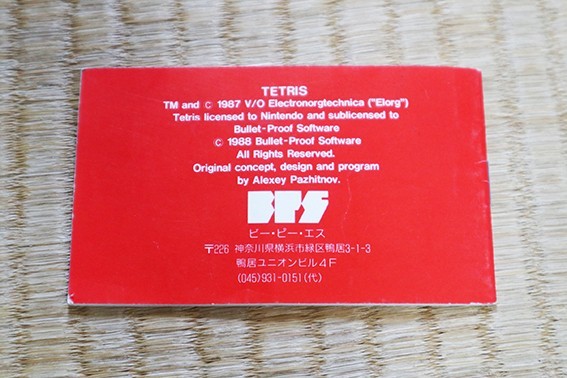 TETRIS
TM and © 1987 V/O Electronorgtechnica ("Elorg")
Tetris licensed to Nintendo and sublicensed to
Bullet-Proof Software
© 1988 Bullet-Proof Software
All Rights Reserved.
Original concept, design and program
by Alexey Pazhitnov.
BPS
ビー・ピー・エス
〒226 神奈川県横浜市緑区鴨居3-1-3
鴨居ユニオンビル4F
(045)931-0151(代)